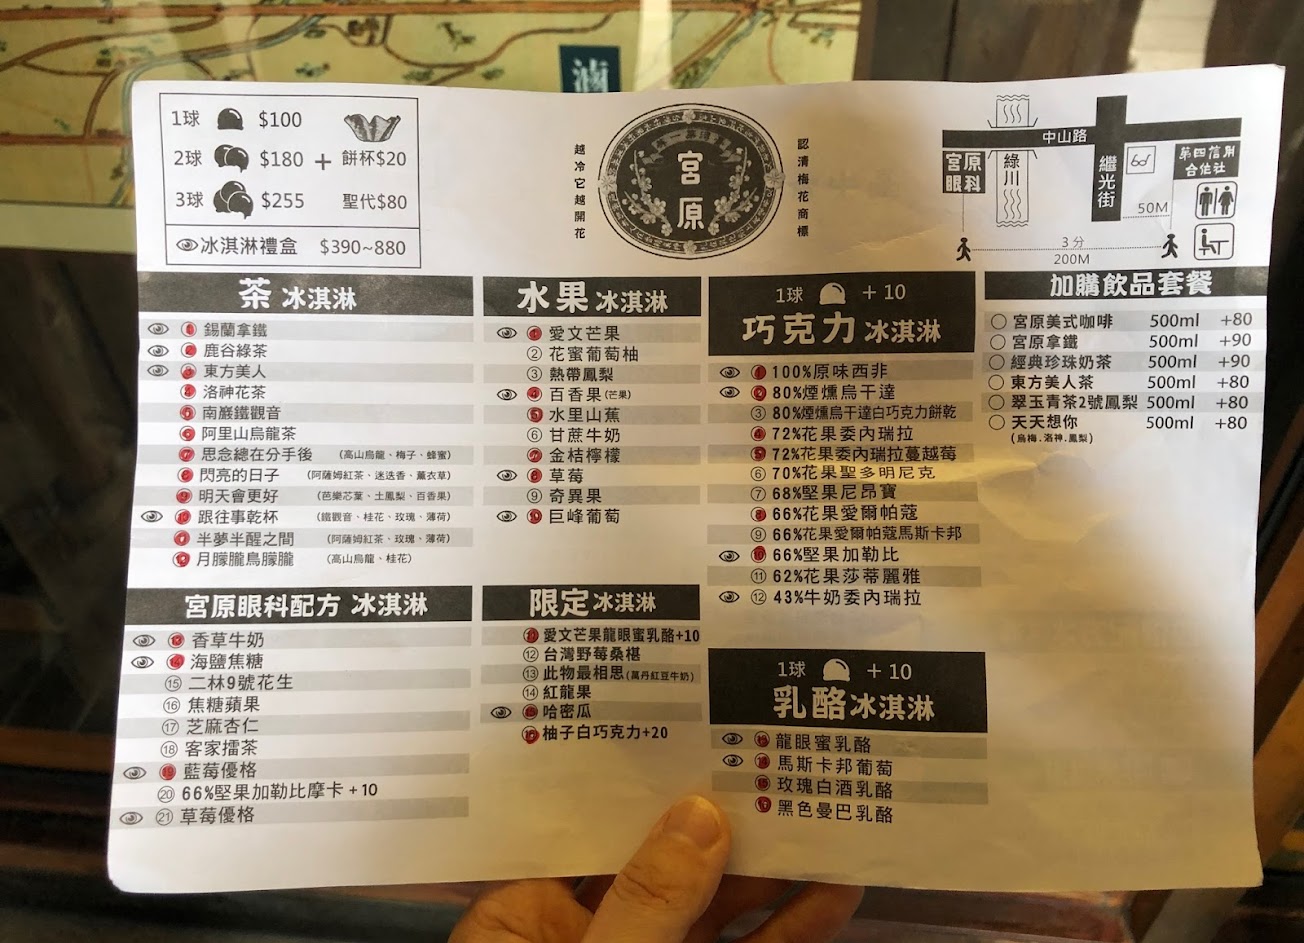 滷
1球 $100
2球 $180 + 餅杯$20
3球 $255 聖代$80
冰淇淋禮盒 $390~880
越冷它越開花
宮原
認清梅花商標
中山路
宮原眼科
綠川
繼光街
第四信用合作社
50M
3分
200M
茶 冰淇淋
1 錫蘭拿鐵
2 鹿谷綠茶
3 東方美人
4 洛神花茶
5 南巖鐵觀音
6 阿里山烏龍茶
7 思念總在分手後 (高山烏龍、梅子、蜂蜜)
8 閃亮的日子 (阿薩姆紅茶、迷迭香、薰衣草)
9 明天會更好 (芭樂芯葉、土鳳梨、百香果)
10 跟往事乾杯 (鐵觀音、桂花、玫瑰、薄荷)
11 半夢半醒之間 (阿薩姆紅茶、玫瑰、薄荷)
12 月朦朧鳥朦朧 (高山烏龍、桂花)
宮原眼科配方 冰淇淋
13 香草牛奶
14 海鹽焦糖
⑮ 二林9號花生
⑯ 焦糖蘋果
⑰ 芝麻杏仁
⑱ 客家擂茶
19 藍莓優格
⑳ 66%堅果加勒比摩卡+10
㉑ 草莓優格
水果 冰淇淋
1 愛文芒果
② 花蜜葡萄柚
③ 熱帶鳳梨
4 百香果(芒果)
5 水里山蕉
⑥ 甘蔗牛奶
7 金桔檸檬
8 草莓
⑨ 奇異果
10 巨峰葡萄
限定冰淇淋
11 愛文芒果龍眼蜜乳酪+10
⑫ 台灣野莓桑椹
⑬ 此物最相思(萬丹紅豆牛奶)
⑭ 紅龍果
15 哈密瓜
16 柚子白巧克力+20
1球 +10
巧克力 冰淇淋
1 100%原味西非
2 80%煙燻烏干達
③ 80%煙燻烏干達白巧克力餅乾
4 72%花果委內瑞拉
5 72%花果委內瑞拉蔓越莓
⑥ 70%花果聖多明尼克
⑦ 68%堅果尼昂寶
8 66%花果愛爾帕蔻
⑨ 66%花果愛爾帕蔻馬斯卡邦
10 66%堅果加勒比
⑪ 62%花果莎蒂麗雅
⑫ 43%牛奶委內瑞拉
1球 +10
乳酪冰淇淋
龍眼蜜乳酪
14 馬斯卡邦葡萄
玫瑰白酒乳酪
黑色曼巴乳酪
加購飲品套餐
○ 宮原美式咖啡 500ml +80
○ 宮原拿鐵 500ml +90
○ 經典珍珠奶茶 500ml +90
○ 東方美人茶 500ml +80
○ 翠玉青茶2號鳳梨 500ml +80
○ 天天想你 500ml +80
(烏梅.洛神.鳳梨)